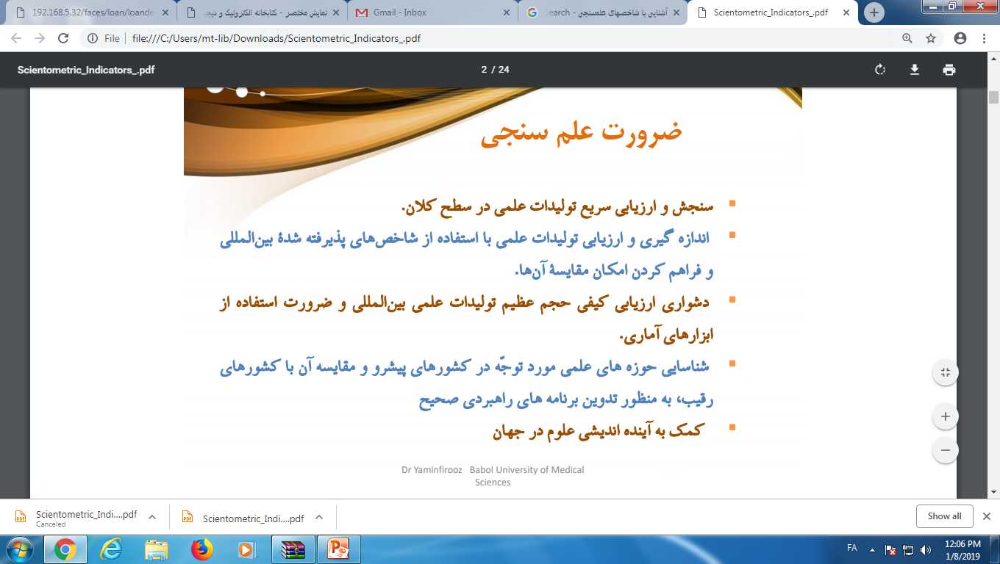 192.168.5.32/faces/loan/loande
نمایش مختصر - کتابخانه الکترونیک و دیجی
Gmail - Inbox
آشنایی با شاخصهای علمسنجی - Search
Scientometric_Indicators_.pdf
File
file:///C:/Users/mt-lib/Downloads/Scientometric_Indicators_.pdf
Scientometric_Indicators_.pdf
2 / 24
ضرورت علم سنجی
سنجش و ارزیابی سریع تولیدات علمی در سطح کلان.
اندازه گیری و ارزیابی تولیدات علمی با استفاده از شاخص‌های پذیرفته شدهٔ بین‌المللی
و فراهم کردن امکان مقایسهٔ آن‌ها.
دشواری ارزیابی کیفی حجم عظیم تولیدات علمی بین‌المللی و ضرورت استفاده از
ابزارهای آماری.
شناسایی حوزه های علمی مورد توجّه در کشورهای پیشرو و مقایسه آن با کشورهای
رقیب، به منظور تدوین برنامه های راهبردی صحیح
کمک به آینده اندیشی علوم در جهان
Dr Yaminfirooz Babol University of Medical
Sciences
Scientometric_Indi....pdf
Canceled
Scientometric_Indi....pdf
Show all
FA
12:06 PM
1/8/2019